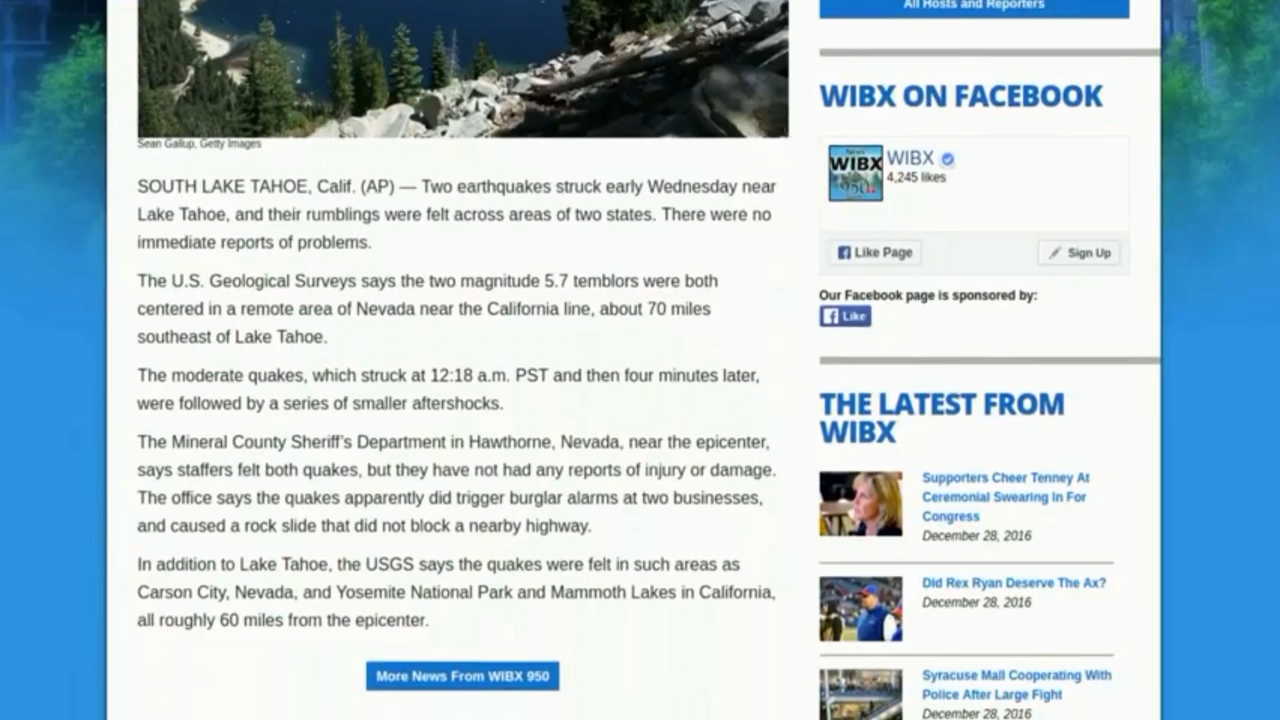 All Hosts and Reporters
Sean Gallup, Getty Images
SOUTH LAKE TAHOE, Calif. (AP) — Two earthquakes struck early Wednesday near
Lake Tahoe, and their rumblings were felt across areas of two states. There were no
immediate reports of problems.
The U.S. Geological Surveys says the two magnitude 5.7 temblors were both
centered in a remote area of Nevada near the California line, about 70 miles
southeast of Lake Tahoe.
The moderate quakes, which struck at 12:18 a.m. PST and then four minutes later,
were followed by a series of smaller aftershocks.
The Mineral County Sheriff's Department in Hawthorne, Nevada, near the epicenter,
says staffers felt both quakes, but they have not had any reports of injury or damage.
The office says the quakes apparently did trigger burglar alarms at two businesses,
and caused a rock slide that did not block a nearby highway.
In addition to Lake Tahoe, the USGS says the quakes were felt in such areas as
Carson City, Nevada, and Yosemite National Park and Mammoth Lakes in California,
all roughly 60 miles from the epicenter.
More News From WIBX 950
WIBX ON FACEBOOK
News
WIBX
950
WIBX
4,245 likes
Like Page
Sign Up
Our Facebook page is sponsored by:
Like
THE LATEST FROM
WIBX
Supporters Cheer Tenney At
Ceremonial Swearing In For
Congress
December 28, 2016
Did Rex Ryan Deserve The Ax?
December 28, 2016
Syracuse Mall Cooperating With
Police After Large Fight
December 28, 2016